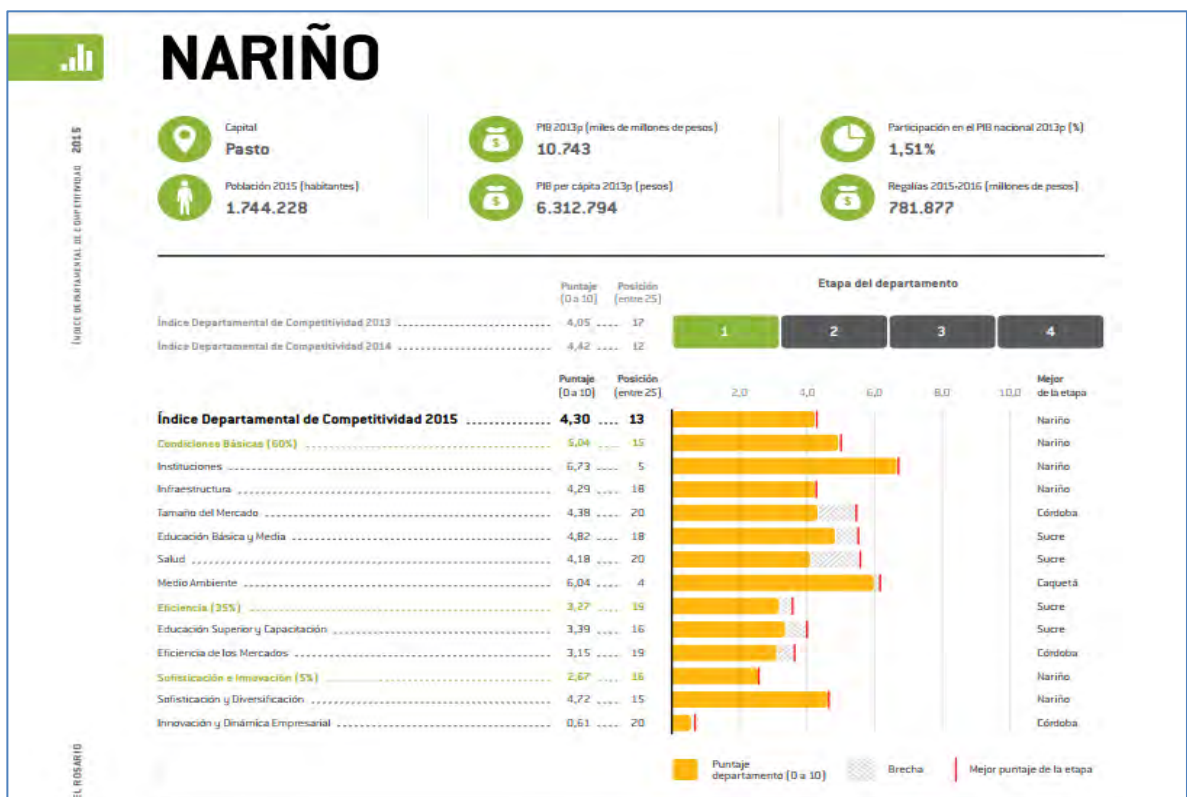 NARIÑO
ÍNDICE DEPARTAMENTAL DE COMPETITIVIDAD 2015
Capital
Pasto
PIB 2013p (miles de millones de pesos)
10.743
Participación en el PIB nacional 2013p (%)
1,51%
Población 2015 (habitantes)
1.744.228
PIB per cápita 2013p (pesos)
6.312.794
Regalías 2015-2016 (millones de pesos)
781.877
Puntaje (0 a 10) Posición (entre 25) Etapa del departamento
Índice Departamental de Competitividad 2013 4,05 17
Índice Departamental de Competitividad 2014 4,42 12
1 2 3 4
Puntaje (0 a 10) Posición (entre 25) 2,0 4,0 6,0 8,0 10,0 Mejor de la etapa
Índice Departamental de Competitividad 2015 4,30 13 Nariño
Condiciones Básicas (60%) 5,04 15 Nariño
Instituciones 6,73 5 Nariño
Infraestructura 4,29 18 Nariño
Tamaño del Mercado 4,38 20 Córdoba
Educación Básica y Media 4,82 18 Sucre
Salud 4,18 20 Sucre
Medio Ambiente 6,04 4 Caquetá
Eficiencia (35%) 3,27 19 Sucre
Educación Superior y Capacitación 3,39 16 Sucre
Eficiencia de los Mercados 3,15 19 Córdoba
Sofisticación e Innovación (5%) 2,67 16 Nariño
Sofisticación y Diversificación 4,72 15 Nariño
Innovación y Dinámica Empresarial 0,61 20 Córdoba
Puntaje departamento (0 a 10) Brecha Mejor puntaje de la etapa
EL ROSARIO